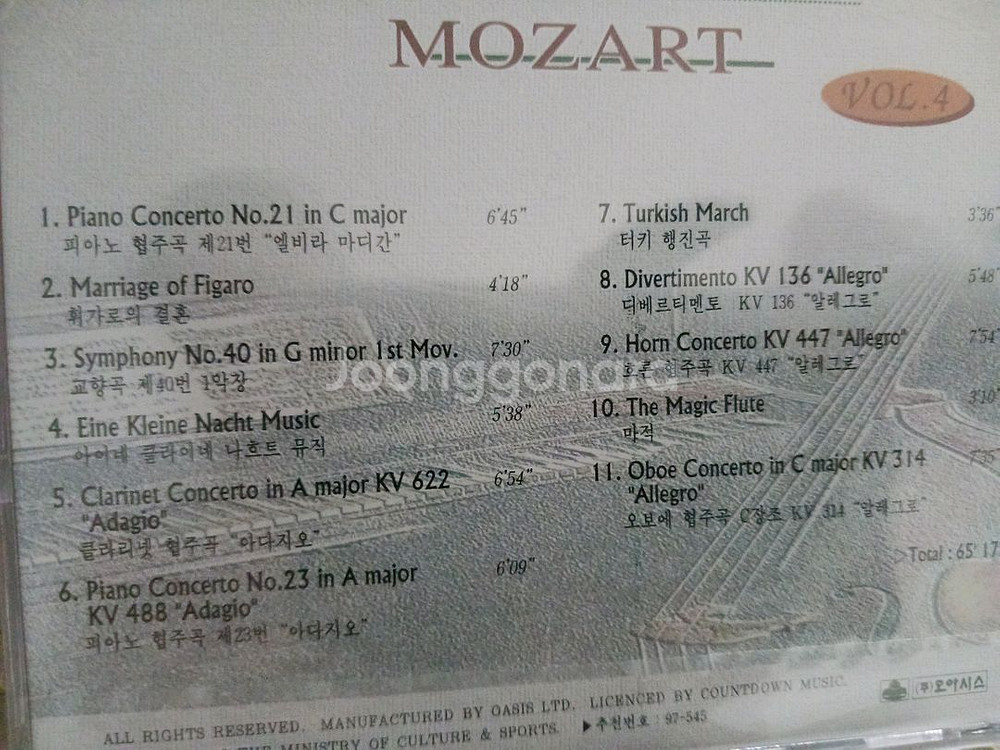 MOZART
VOL.4
1. Piano Concerto No.21 in C major 6'45"
피아노 협주곡 제21번 "엘비라 마디간"
2. Marriage of Figaro 4'18"
휘가로의 결혼
3. Symphony No.40 in G minor 1st Mov. 7'30"
교향곡 제40번 1악장
4. Eine Kleine Nacht Music 5'38"
아이네 클라이네 나흐트 뮤직
5. Clarinet Concerto in A major KV 622 6'54"
"Adagio"
클라리넷 협주곡 "아다지오"
6. Piano Concerto No.23 in A major 6'09"
KV 488 "Adagio"
피아노 협주곡 제23번 "아다지오"
7. Turkish March 3'36"
터키 행진곡
8. Divertimento KV 136 "Allegro" 5'48"
디베르티멘토 KV 136 "알레그로"
9. Horn Concerto KV 447 "Allegro" 7'54"
호른 협주곡 KV 447 "알레그로"
10. The Magic Flute 3'10"
마적
11. Oboe Concerto in C major KV 314 7'35"
"Allegro"
오보에 협주곡 C장조 KV 314 "알레그로"
▷Total : 65' 17
Joonggonara
(주)오아시스
ALL RIGHTS RESERVED. MANUFACTURED BY OASIS LTD. LICENCED BY COUNTDOWN MUSIC.
THE MINISTRY OF CULTURE & SPORTS. ▶추천번호 : 97-545